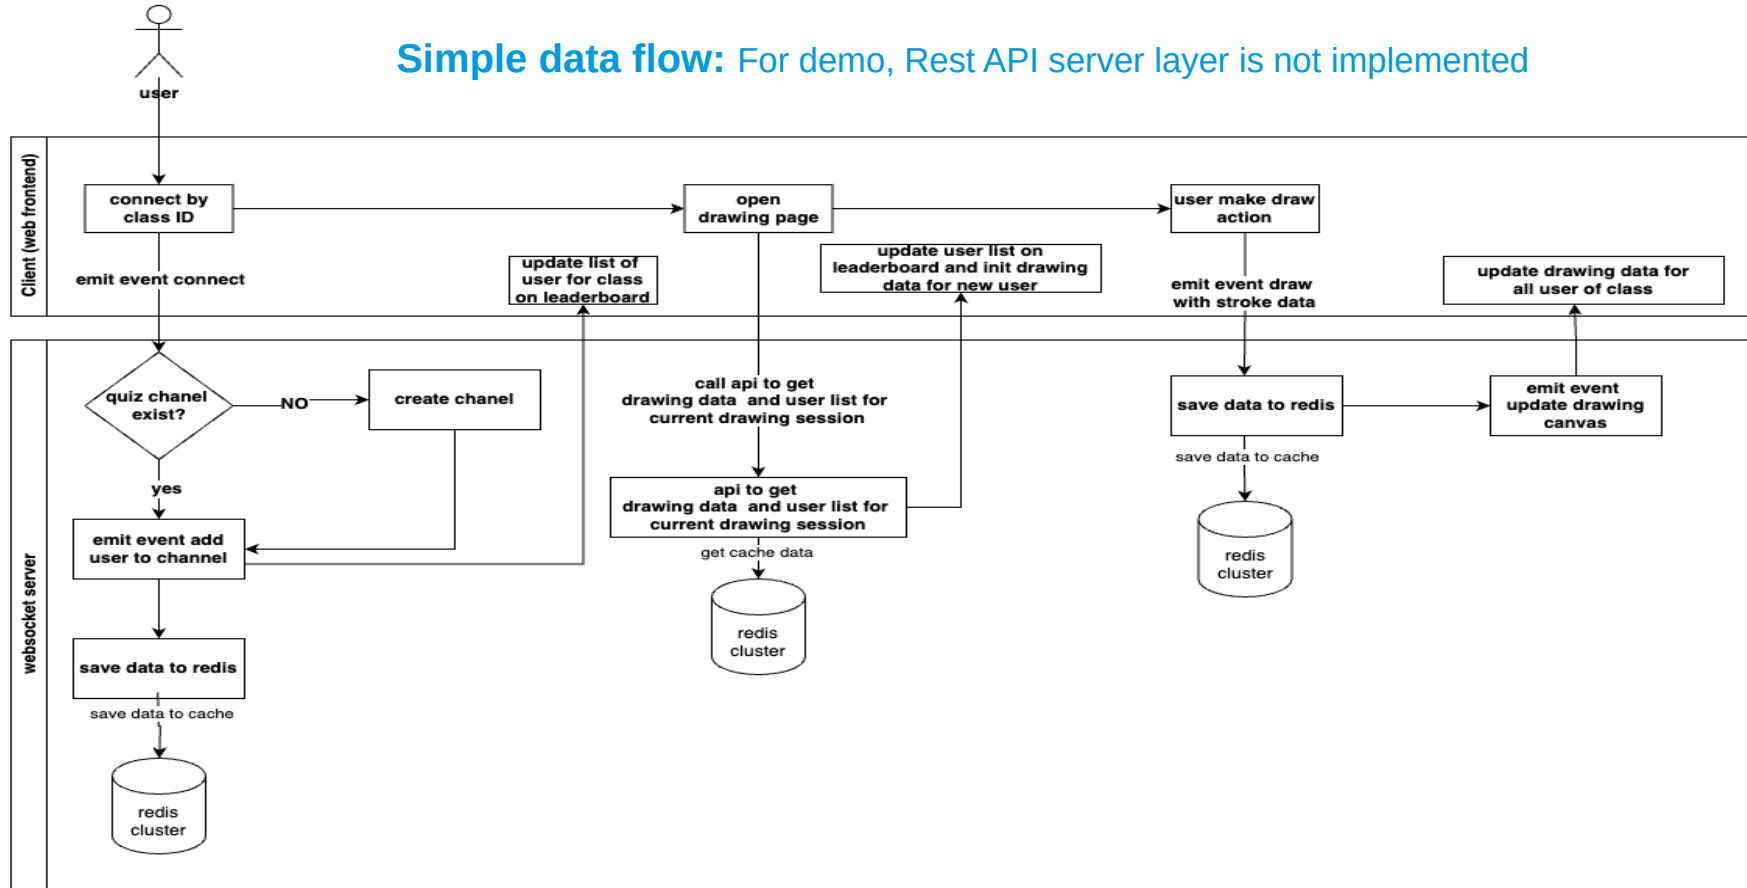 Simple data flow: For demo, Rest API server layer is not implemented
user
Client (web frontend)
connect by
class ID
open
drawing page
user make draw
action
emit event connect
update list of
user for class
on leaderboard
update user list on
leaderboard and init drawing
data for new user
emit event draw
with stroke data
update drawing data for
all user of class
websocket server
quiz chanel
exist?
NO
create chanel
yes
emit event add
user to channel
save data to redis
save data to cache
redis
cluster
call api to get
drawing data and user list for
current drawing session
api to get
drawing data and user list for
current drawing session
get cache data
redis
cluster
save data to redis
save data to cache
redis
cluster
emit event
update drawing
canvas